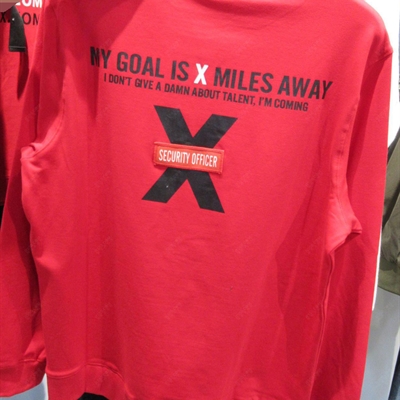 MY GOAL IS X MILES AWAY
I DON'T GIVE A DAMN ABOUT TALENT, I'M COMING
X
SECURITY OFFICER